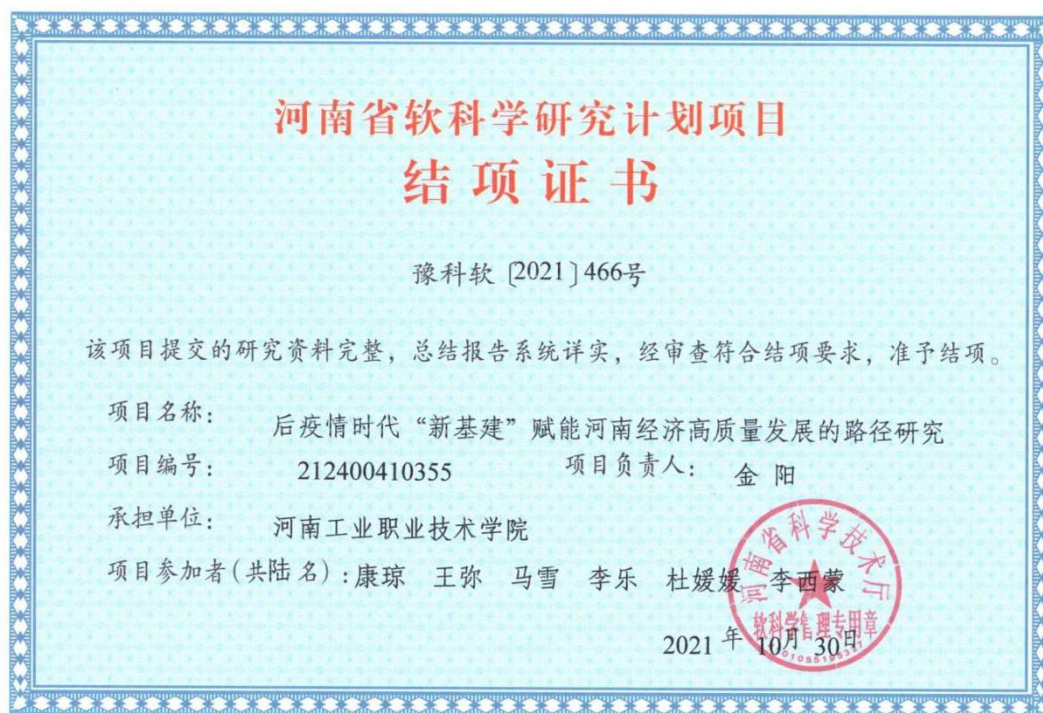 河南省软科学研究计划项目
结项证书
豫科软〔2021〕466号
该项目提交的研究资料完整，总结报告系统详实，经审查符合结项要求，准予结项。
项目名称： 后疫情时代“新基建”赋能河南经济高质量发展的路径研究
项目编号： 212400410355 项目负责人： 金 阳
承担单位： 河南工业职业技术学院
项目参加者（共陆 名）：康琼 王弥 马雪 李乐 杜媛媛 李西蒙
2021 年 10月 30日
河南省科学技术厅
软科学管理专用章